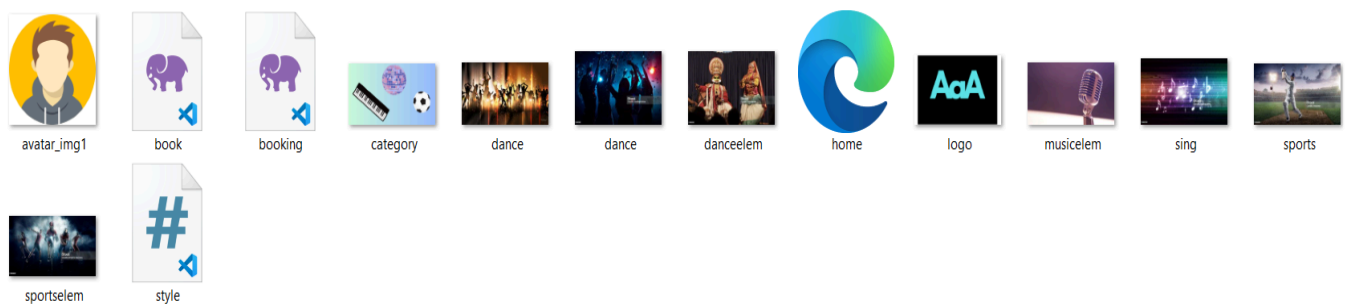 AaA
avatar_img1 book booking category dance dance danceelem home logo musicelem sing sports
#
sportselem style